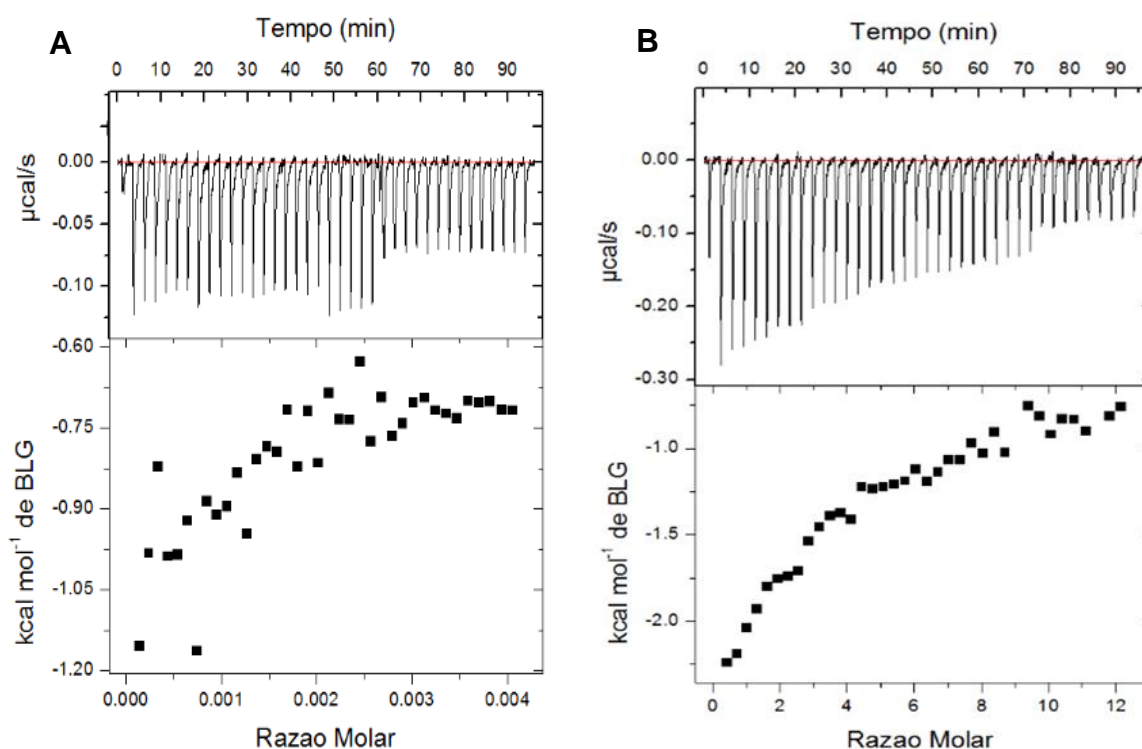 A
Tempo (min)
0 10 20 30 40 50 60 70 80 90
0.00
-0.05
-0.10
µcal/s
-0.60
-0.75
-0.90
-1.05
-1.20
kcal mol⁻¹ de BLG
0.000 0.001 0.002 0.003 0.004
Razao Molar
B
Tempo (min)
0 10 20 30 40 50 60 70 80 90
0.00
-0.10
-0.20
-0.30
µcal/s
-1.0
-1.5
-2.0
kcal mol⁻¹ de BLG
0 2 4 6 8 10 12
Razao Molar